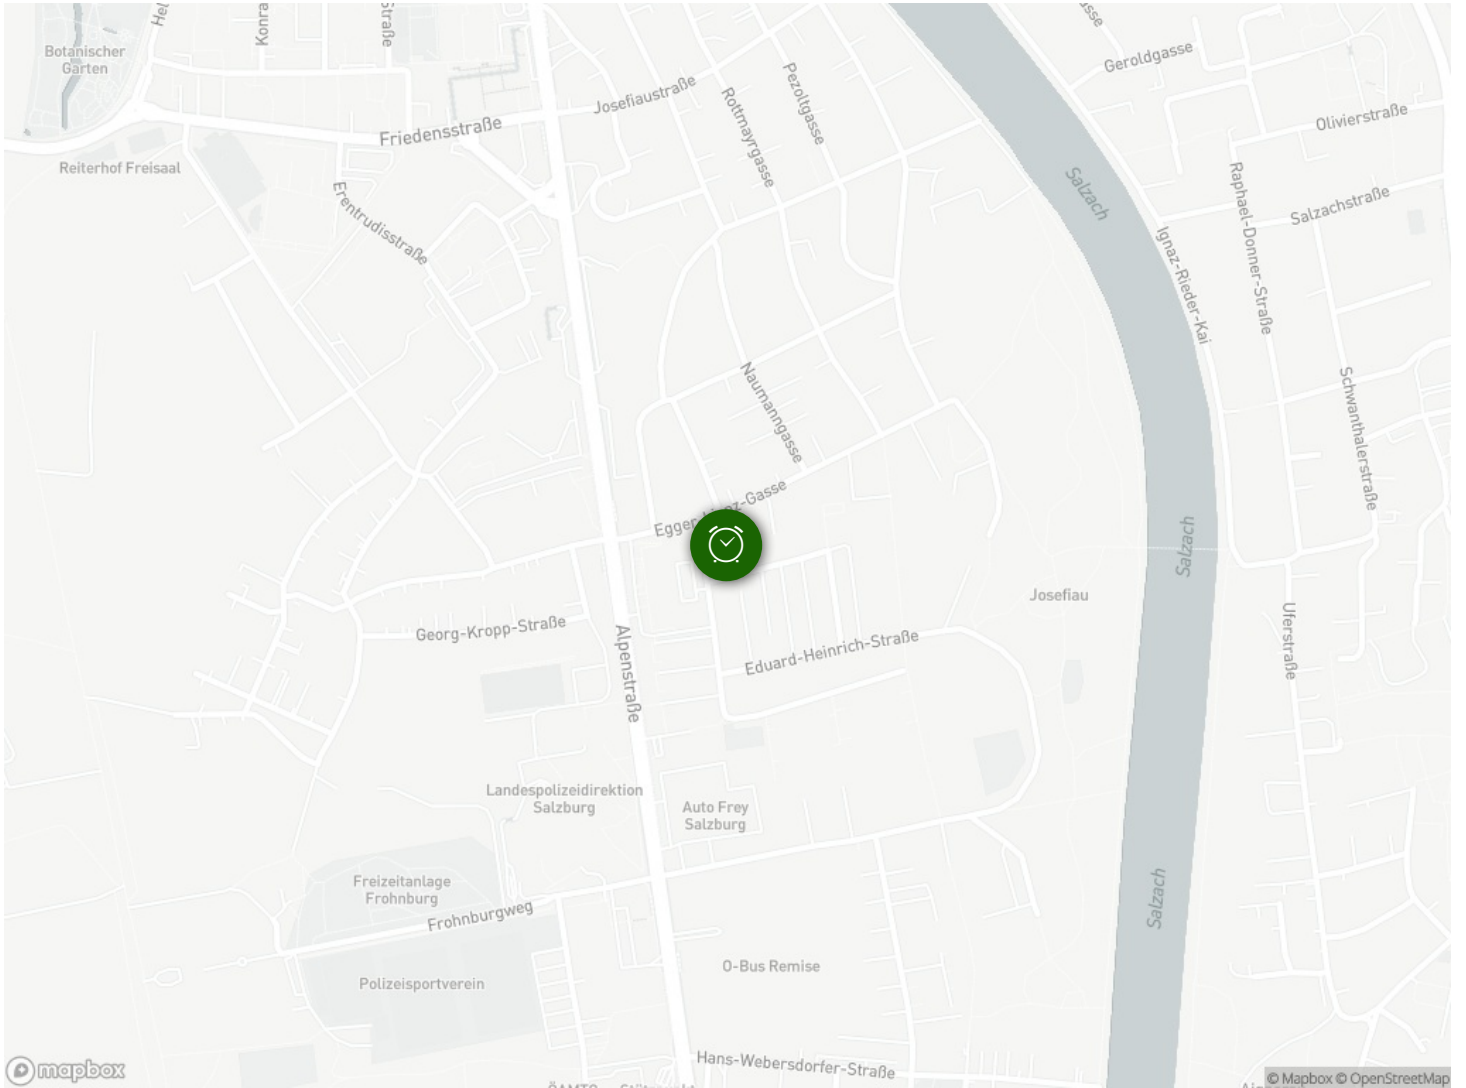 Hel
Konra
Straße
asse
Botanischer
Garten
Geroldgasse
Josefiaustraße
Rottmayrgasse
Pezoltgasse
Olivierstraße
Friedensstraße
Reiterhof Freisaal
Erentrudisstraße
Salzach
Raphael-Donner-Straße
Salzachstraße
Ignaz-Rieder-Kai
Naumanngasse
Schwanthalerstraße
Salzach
Josefiau
Georg-Kropp-Straße
Alpenstraße
Eduard-Heinrich-Straße
Uferstraße
Landespolizeidirektion
Salzburg
Auto Frey
Salzburg
Freizeitanlage
Frohnburg
Frohnburgweg
Salzach
O-Bus Remise
Polizeisportverein
Hans-Webersdorfer-Straße
mapbox
© Mapbox © OpenStreetMap